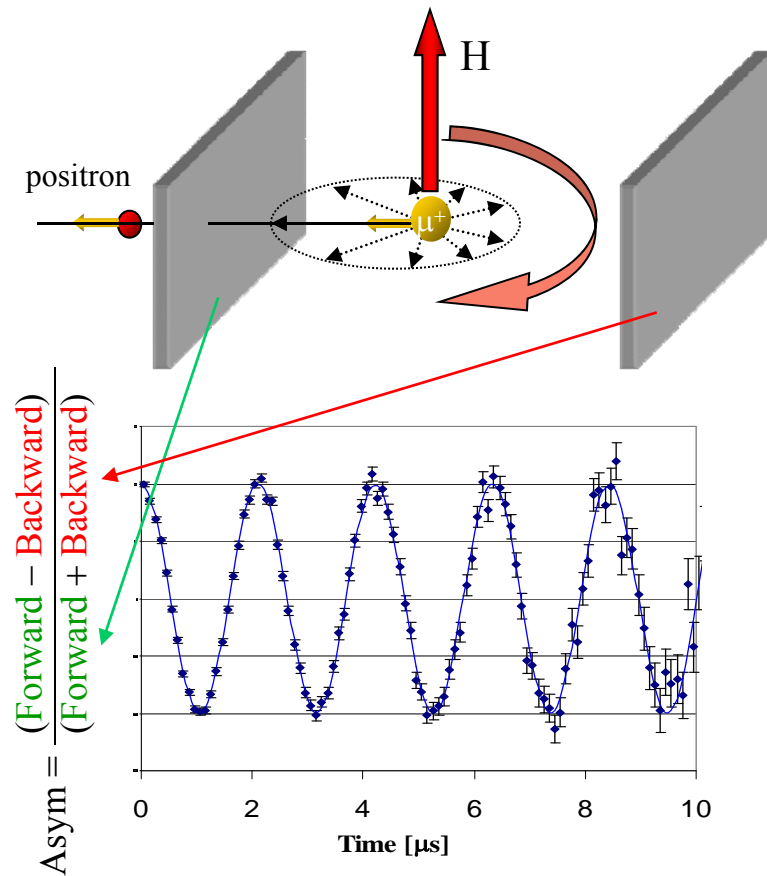 H
positron
μ⁺
Asym = (Forward − Backward)
(Forward + Backward)
0 2 4 6 8 10
Time [μs]